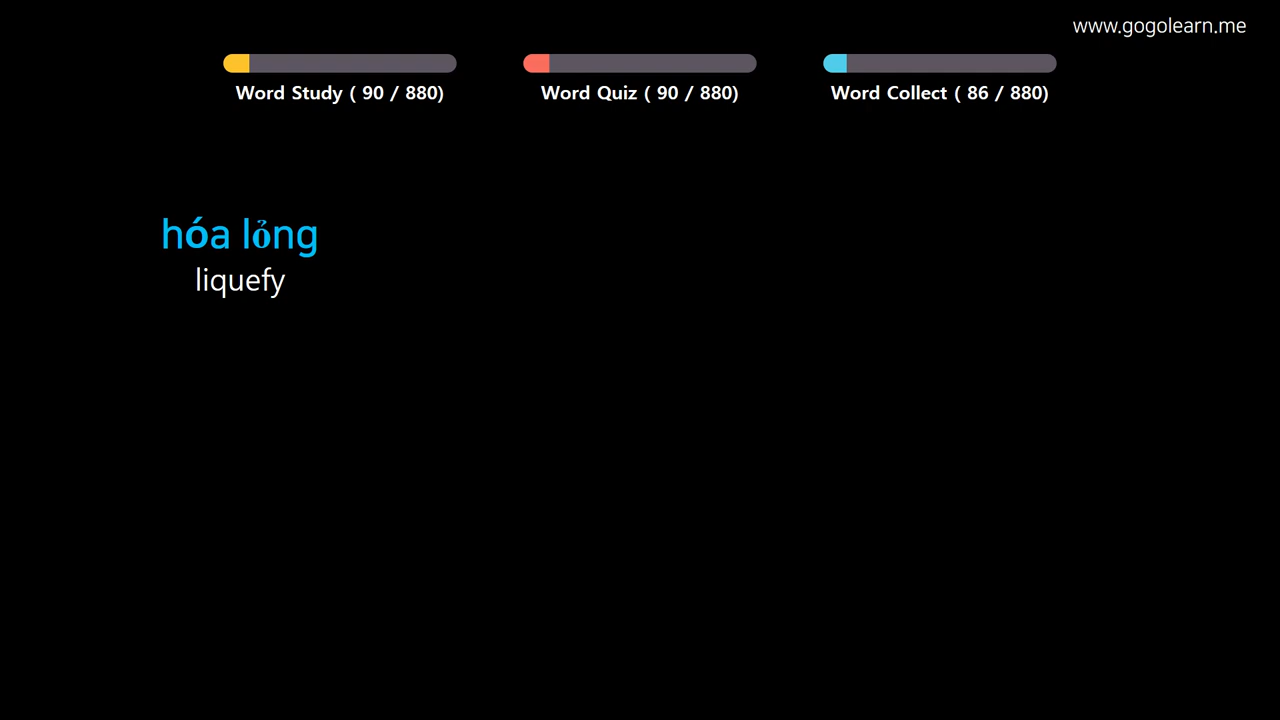 www.gogolearn.me
Word Study ( 90 / 880)
Word Quiz ( 90 / 880)
Word Collect ( 86 / 880)
hóa lỏng
liquefy